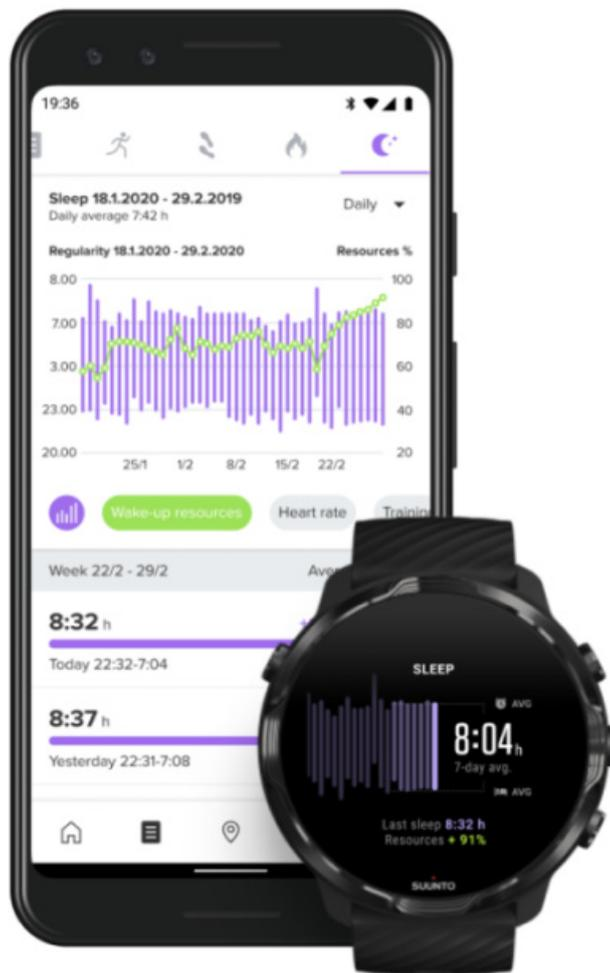 19:36
Sleep 18.1.2020 - 29.2.2019
Daily average 7:42 h
Daily
Regularity 18.1.2020 - 29.2.2020
Resources %
8.00
7.00
3.00
23.00
20.00
100
80
60
40
20
25/1 1/2 8/2 15/2 22/2
Wake-up resources
Heart rate
Week 22/2 - 29/2
8:32 h
Today 22:32-7:04
8:37 h
Yesterday 22:31-7:08
SLEEP
AVG
8:04 h
7-day avg.
AVG
Last sleep 8:32 h
Resources + 91%
SUUNTO